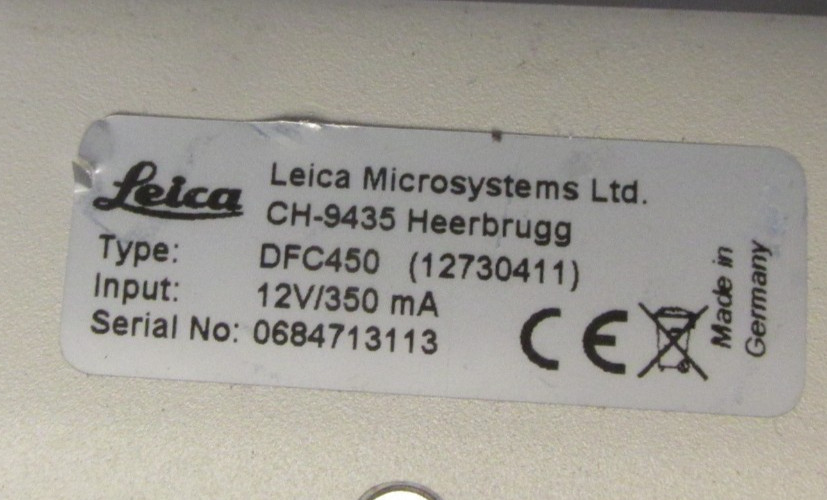 Leica
Leica Microsystems Ltd.
CH-9435 Heerbrugg
Type: DFC450 (12730411)
Input: 12V/350 mA
Serial No: 0684713113
CE
Made in
Germany